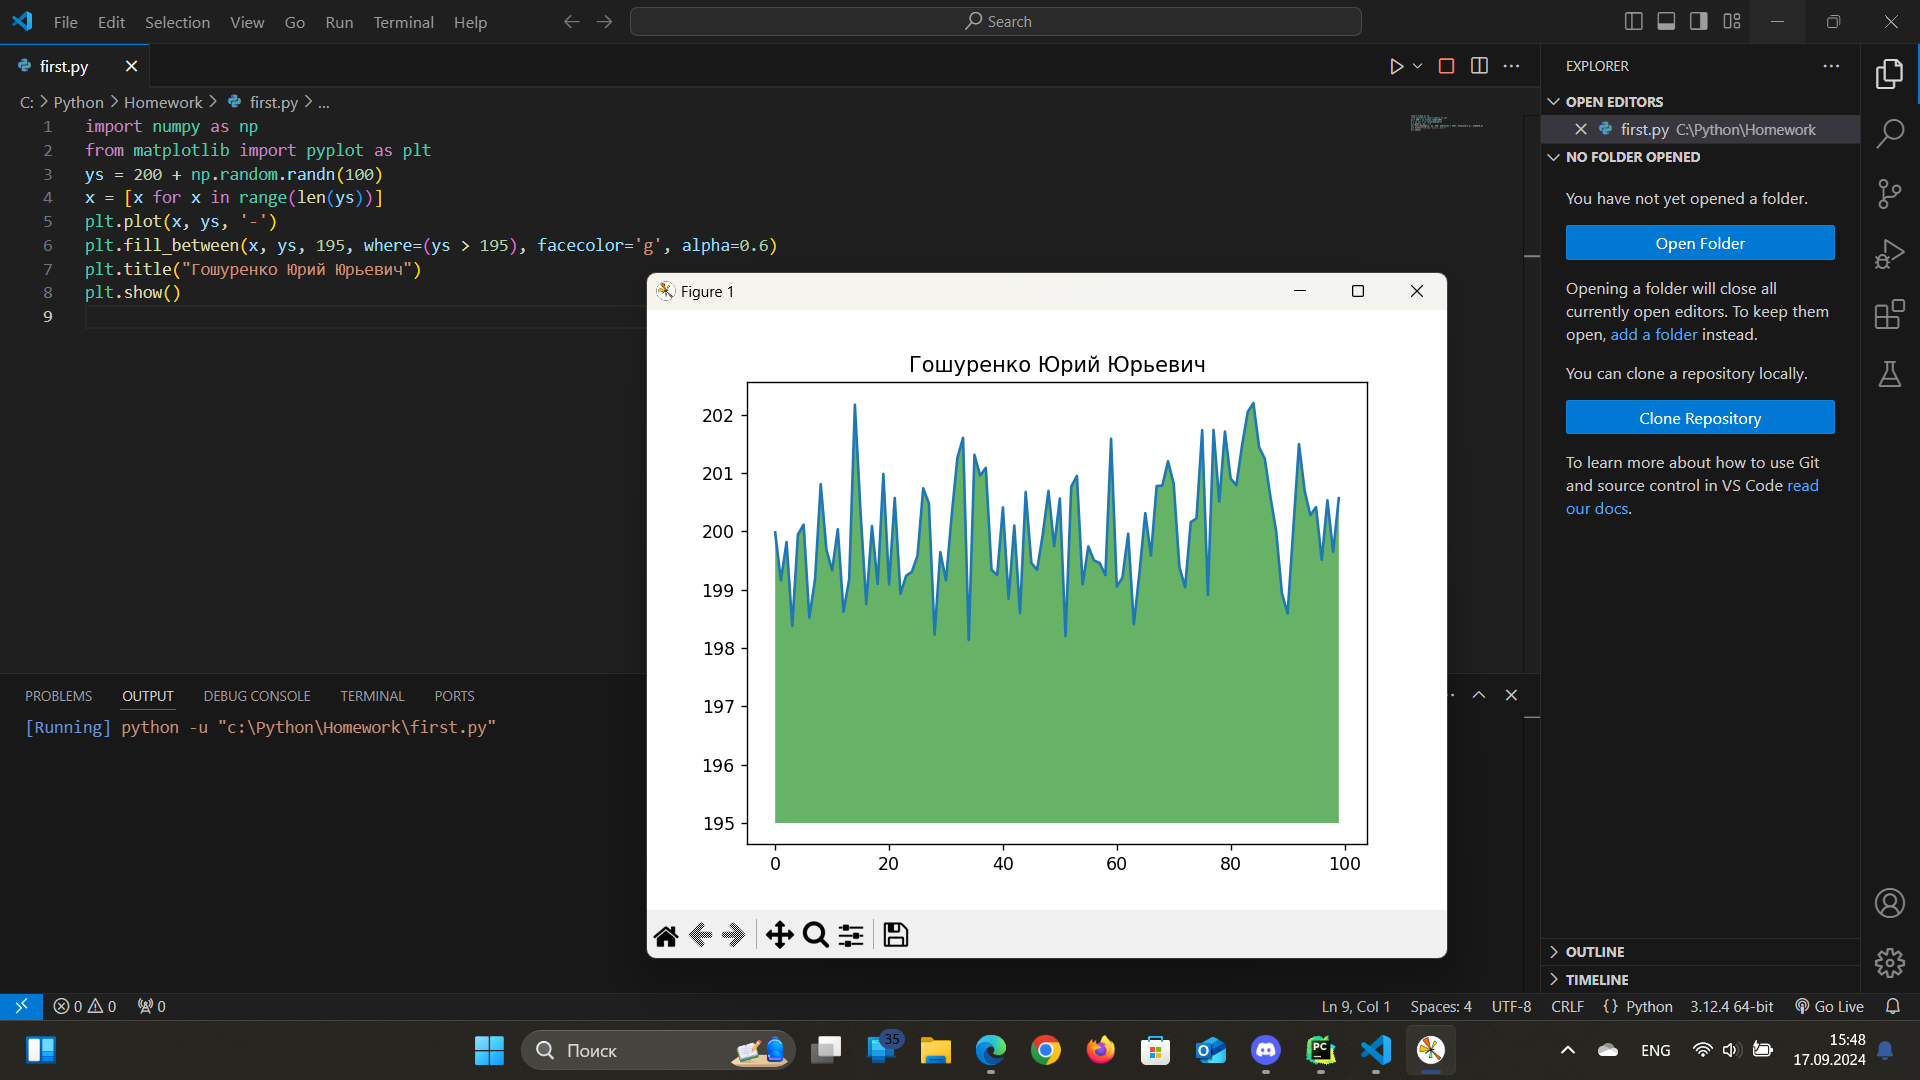 File Edit Selection View Go Run Terminal Help
Search
first.py
C: > Python > Homework > first.py > ...
1 import numpy as np
2 from matplotlib import pyplot as plt
3 ys = 200 + np.random.randn(100)
4 x = [x for x in range(len(ys))]
5 plt.plot(x, ys, '-')
6 plt.fill_between(x, ys, 195, where=(ys > 195), facecolor='g', alpha=0.6)
7 plt.title("Гошуренко Юрий Юрьевич")
8 plt.show()
9
Figure 1
Гошуренко Юрий Юрьевич
202
201
200
199
198
197
196
195
0 20 40 60 80 100
PROBLEMS OUTPUT DEBUG CONSOLE TERMINAL PORTS
[Running] python -u "c:\Python\Homework\first.py"
EXPLORER
OPEN EDITORS
first.py C:\Python\Homework
NO FOLDER OPENED
You have not yet opened a folder.
Open Folder
Opening a folder will close all
currently open editors. To keep them
open, add a folder instead.
You can clone a repository locally.
Clone Repository
To learn more about how to use Git
and source control in VS Code read
our docs.
OUTLINE
TIMELINE
0 0 0
Ln 9, Col 1 Spaces: 4 UTF-8 CRLF {} Python 3.12.4 64-bit Go Live
Поиск
35
PC
ENG
15:48
17.09.2024